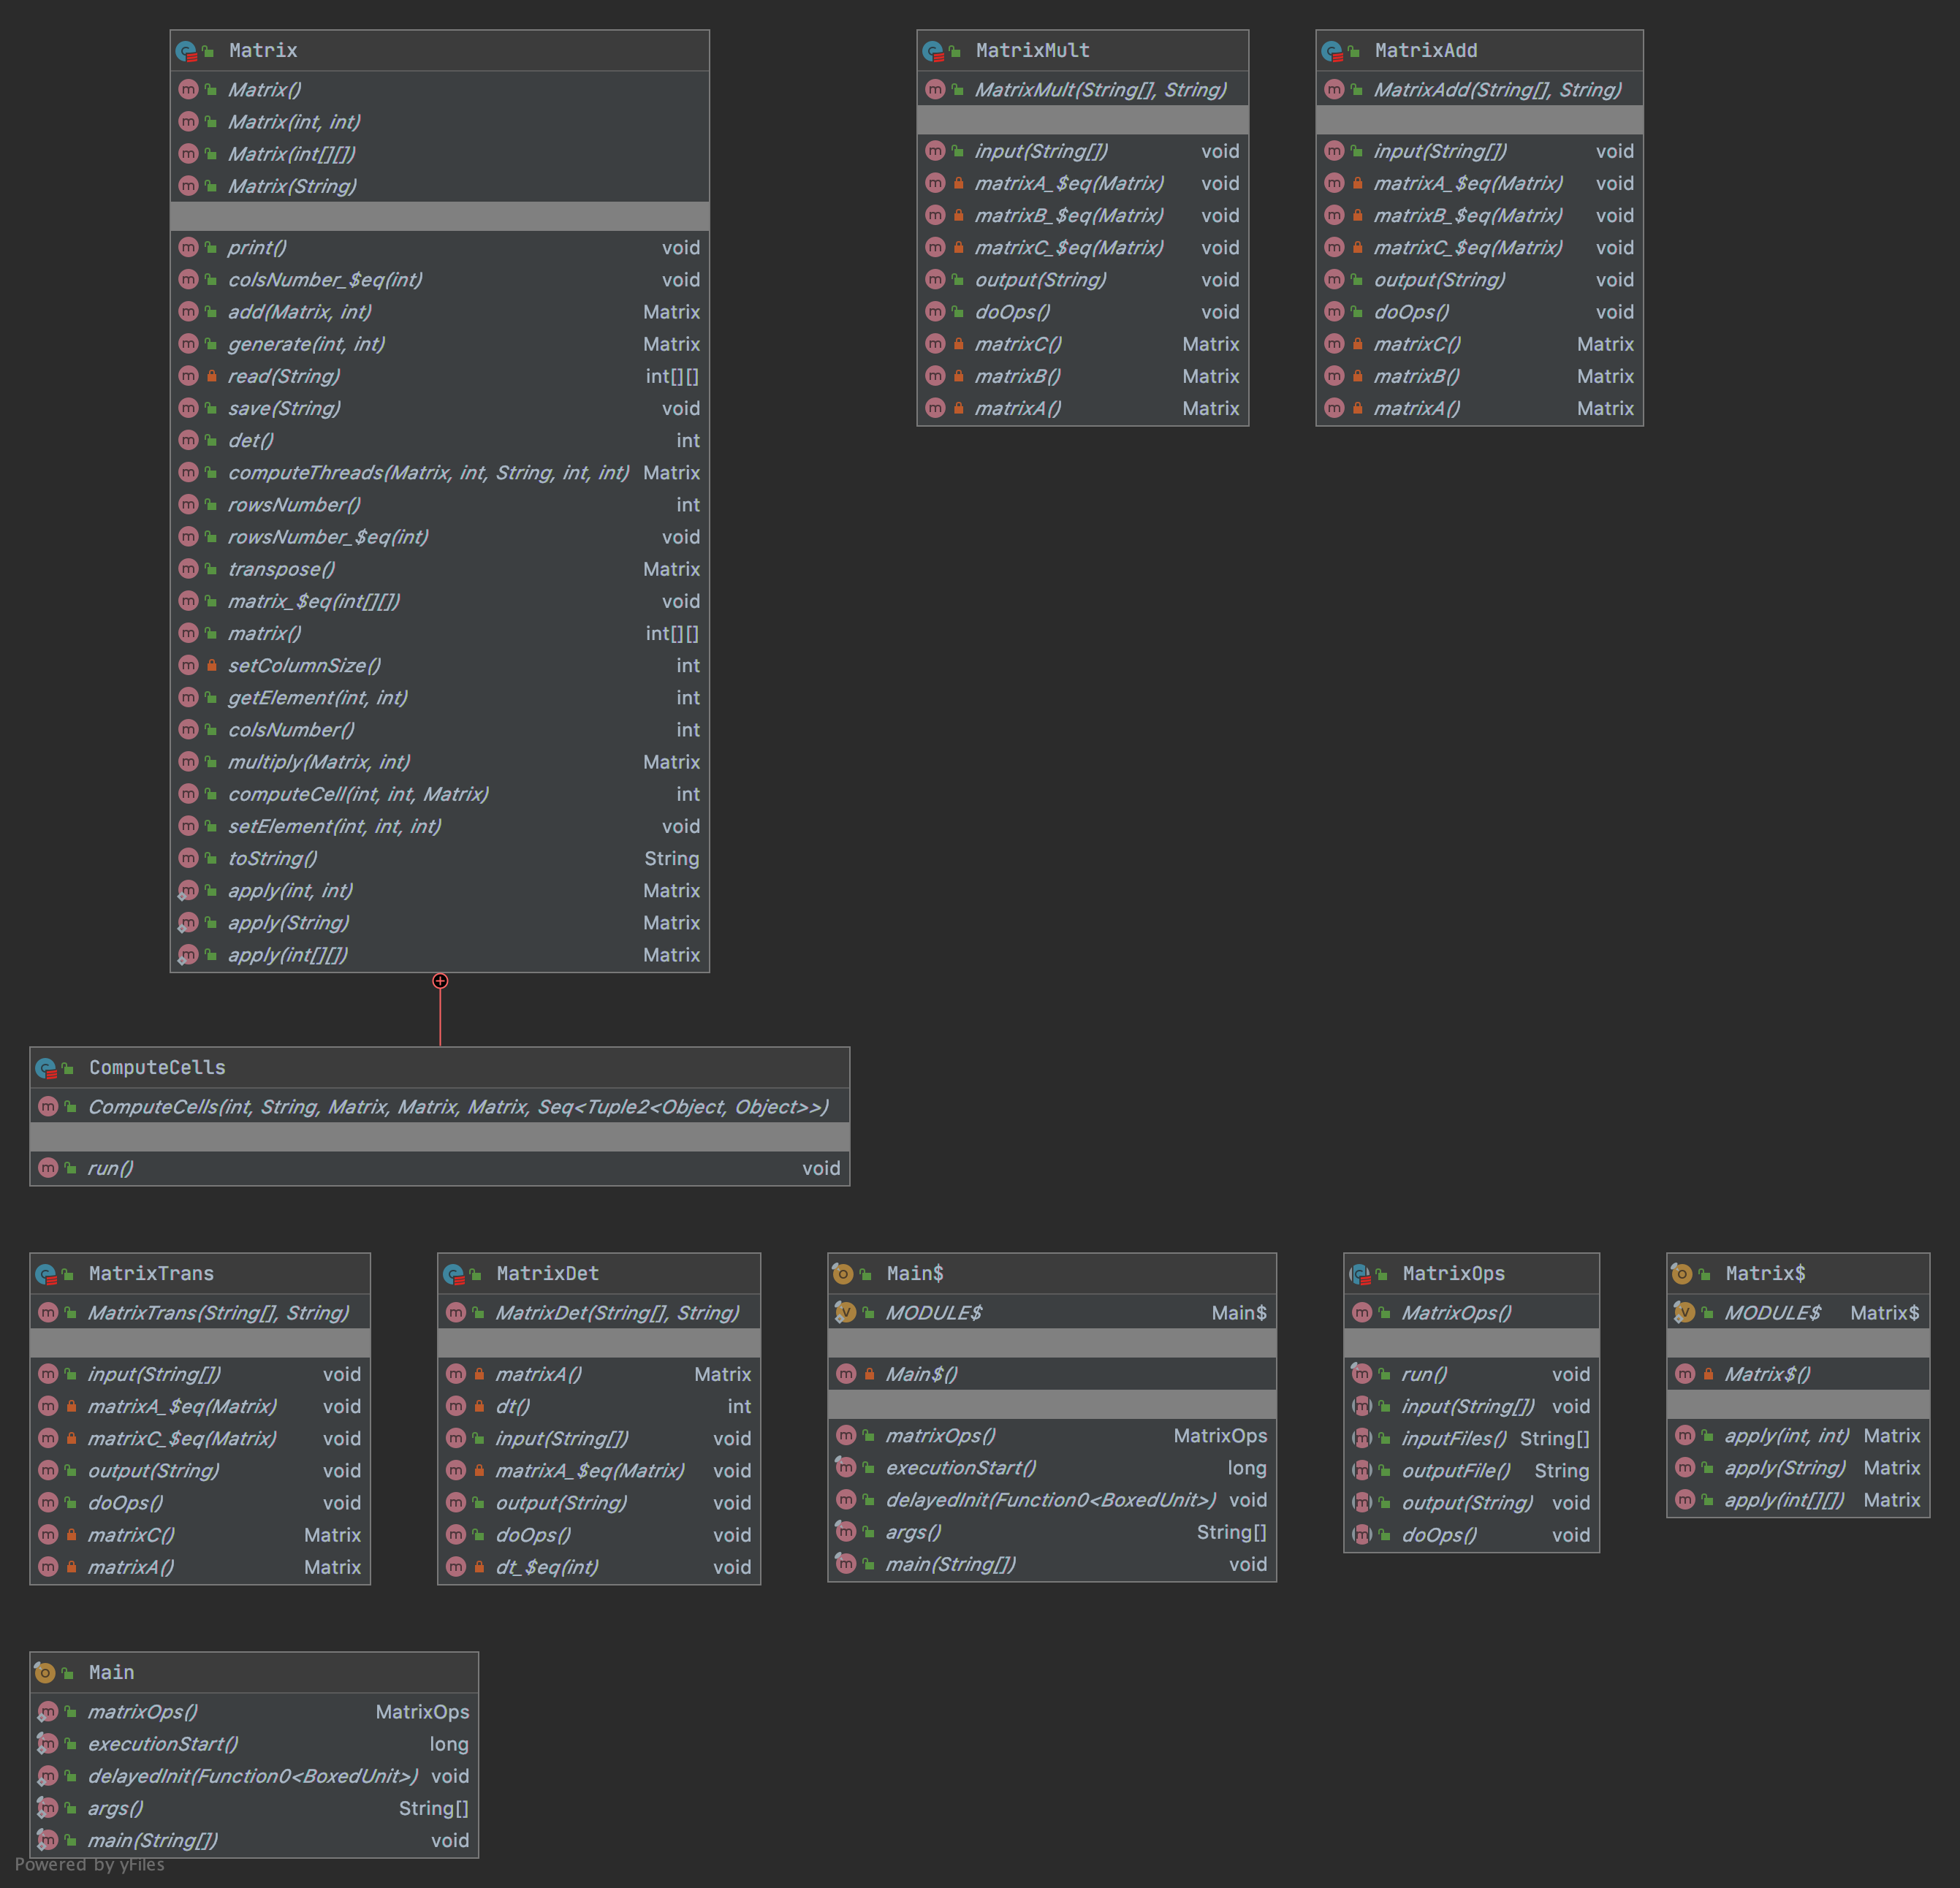 Matrix
Matrix()
Matrix(int, int)
Matrix(int[][])
Matrix(String)
print() void
colsNumber_$eq(int) void
add(Matrix, int) Matrix
generate(int, int) Matrix
read(String) int[][]
save(String) void
det() int
computeThreads(Matrix, int, String, int, int) Matrix
rowsNumber() int
rowsNumber_$eq(int) void
transpose() Matrix
matrix_$eq(int[][]) void
matrix() int[][]
setColumnSize() int
getElement(int, int) int
colsNumber() int
multiply(Matrix, int) Matrix
computeCell(int, int, Matrix) int
setElement(int, int, int) void
toString() String
apply(int, int) Matrix
apply(String) Matrix
apply(int[][]) Matrix
MatrixMult
MatrixMult(String[], String)
input(String[]) void
matrixA_$eq(Matrix) void
matrixB_$eq(Matrix) void
matrixC_$eq(Matrix) void
output(String) void
doOps() void
matrixC() Matrix
matrixB() Matrix
matrixA() Matrix
MatrixAdd
MatrixAdd(String[], String)
input(String[]) void
matrixA_$eq(Matrix) void
matrixB_$eq(Matrix) void
matrixC_$eq(Matrix) void
output(String) void
doOps() void
matrixC() Matrix
matrixB() Matrix
matrixA() Matrix
ComputeCells
ComputeCells(int, String, Matrix, Matrix, Matrix, Seq<Tuple2<Object, Object>>)
run() void
MatrixTrans
MatrixTrans(String[], String)
input(String[]) void
matrixA_$eq(Matrix) void
matrixC_$eq(Matrix) void
output(String) void
doOps() void
matrixC() Matrix
matrixA() Matrix
MatrixDet
MatrixDet(String[], String)
matrixA() Matrix
dt() int
input(String[]) void
matrixA_$eq(Matrix) void
output(String) void
doOps() void
dt_$eq(int) void
Main$
MODULE$ Main$
Main$()
matrixOps() MatrixOps
executionStart() long
delayedInit(Function0<BoxedUnit>) void
args() String[]
main(String[]) void
MatrixOps
MatrixOps()
run() void
input(String[]) void
inputFiles() String[]
outputFile() String
output(String) void
doOps() void
Matrix$
MODULE$ Matrix$
Matrix$()
apply(int, int) Matrix
apply(String) Matrix
apply(int[][]) Matrix
Main
matrixOps() MatrixOps
executionStart() long
delayedInit(Function0<BoxedUnit>) void
args() String[]
main(String[]) void
Powered by yFiles